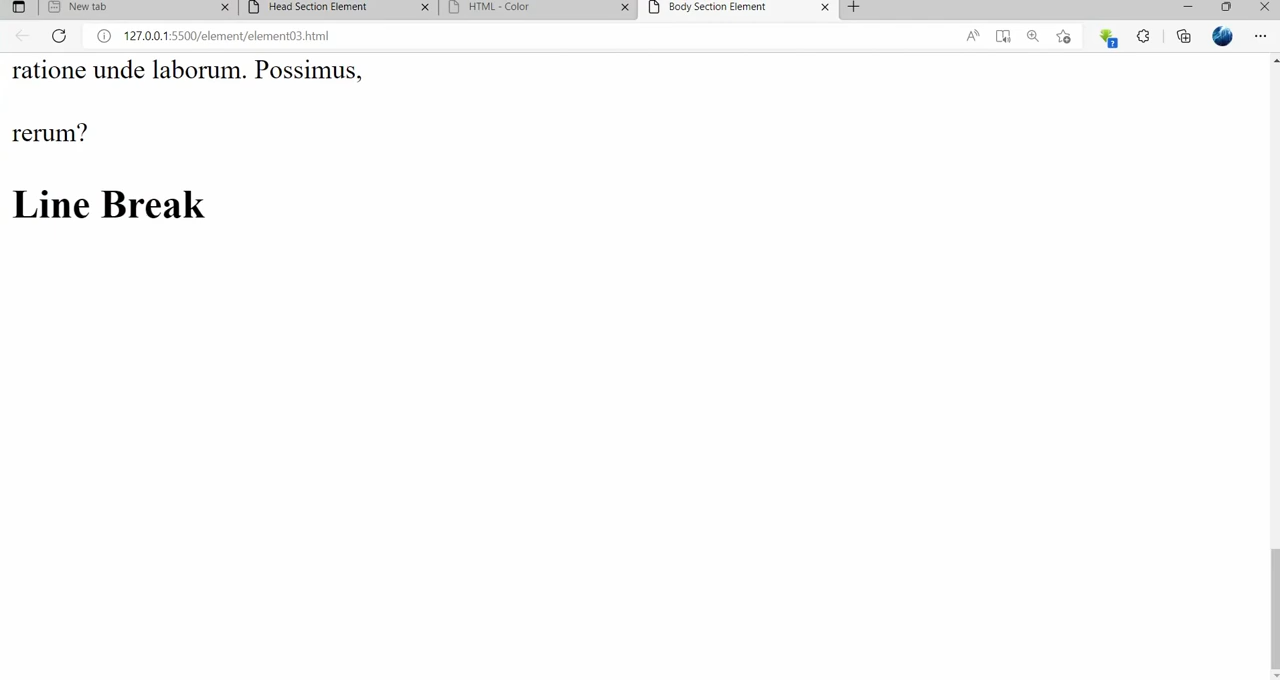 New tab
Head Section Element
HTML - Color
Body Section Element
127.0.0.1:5500/element/element03.html
ratione unde laborum. Possimus,
rerum?
Line Break